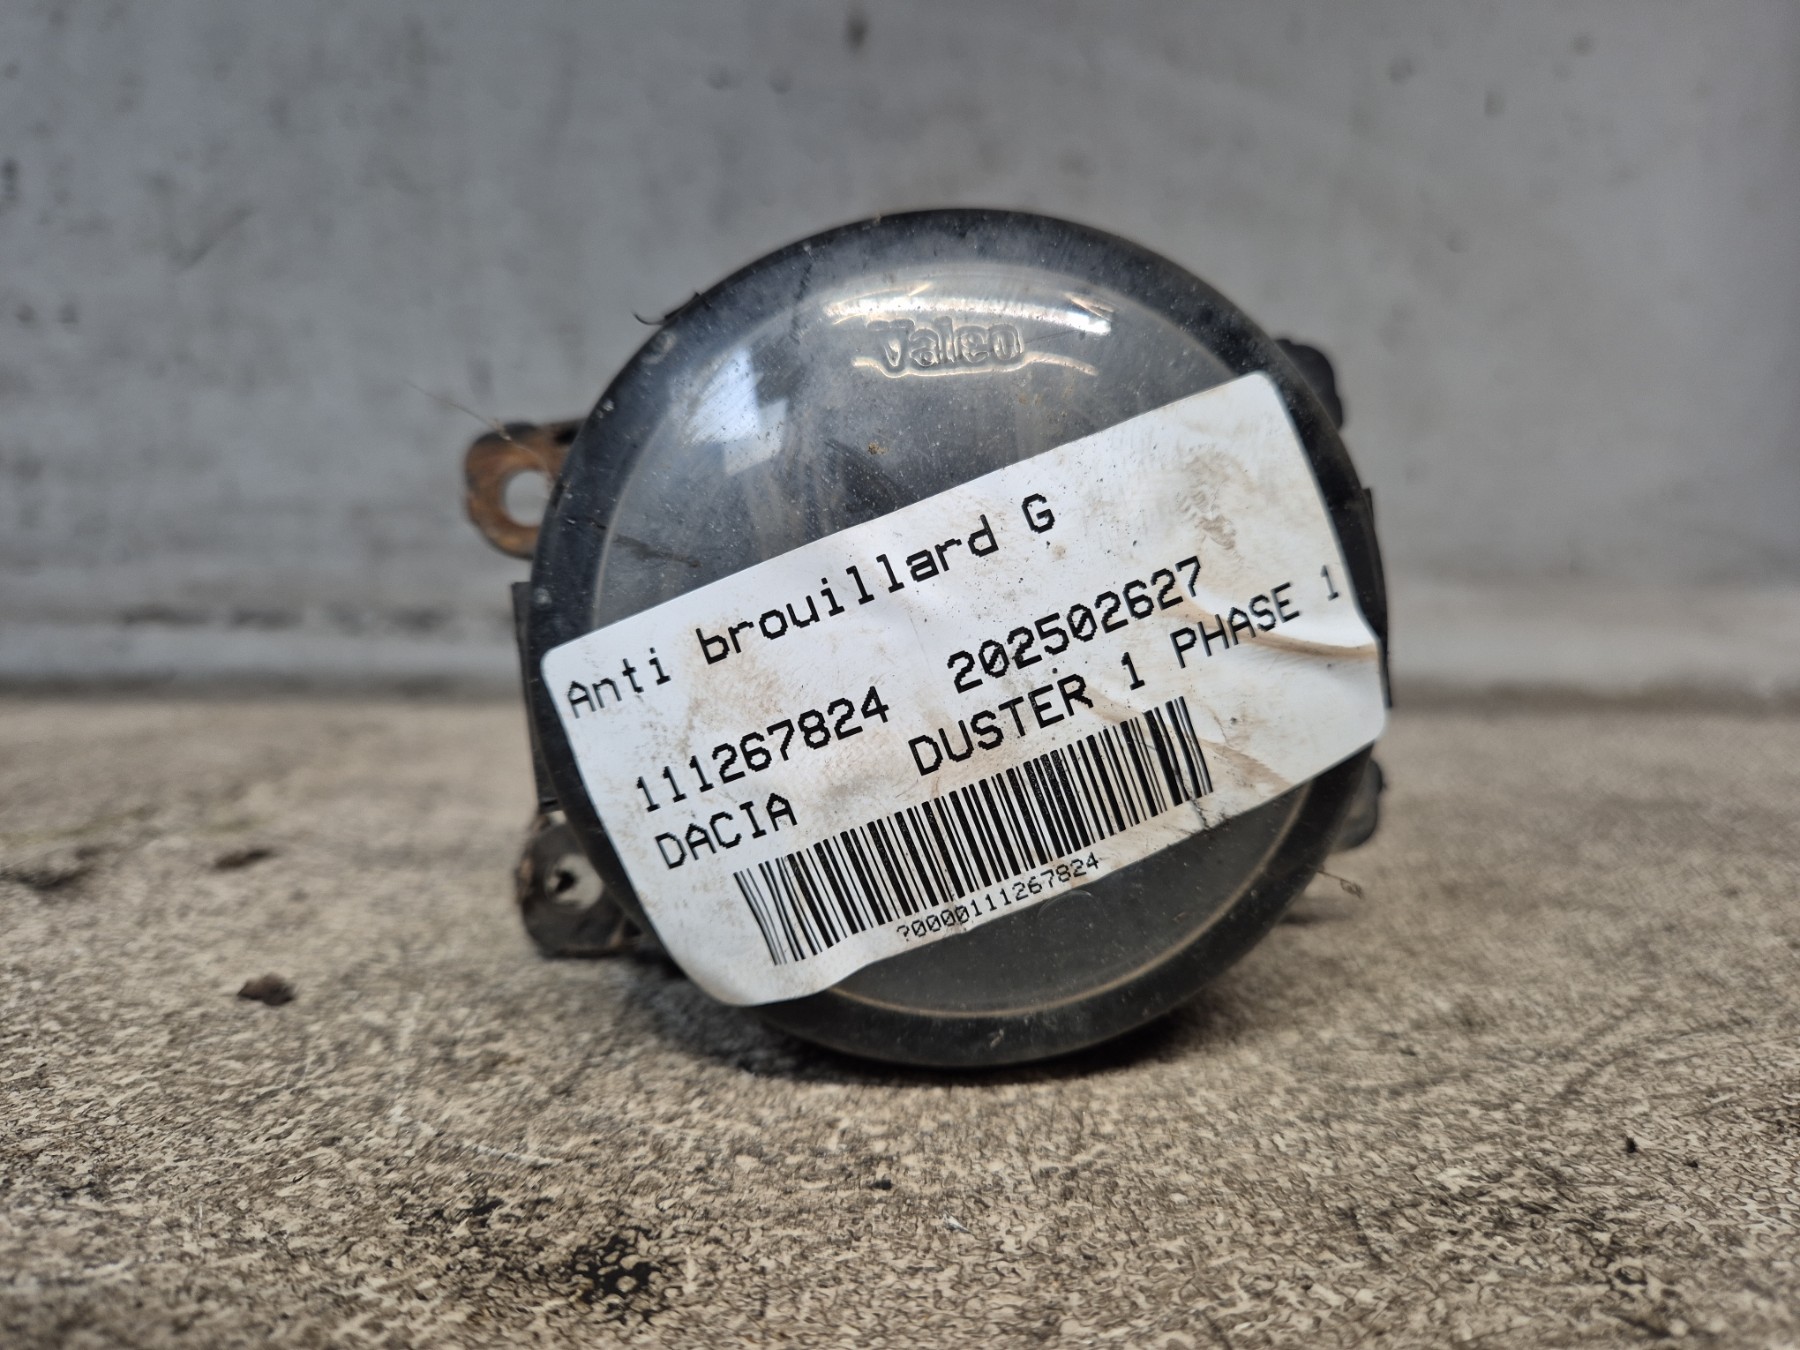 Valeo
Anti brouillard G
111267824 202502627
DACIA DUSTER 1 PHASE 1
?0000111267824